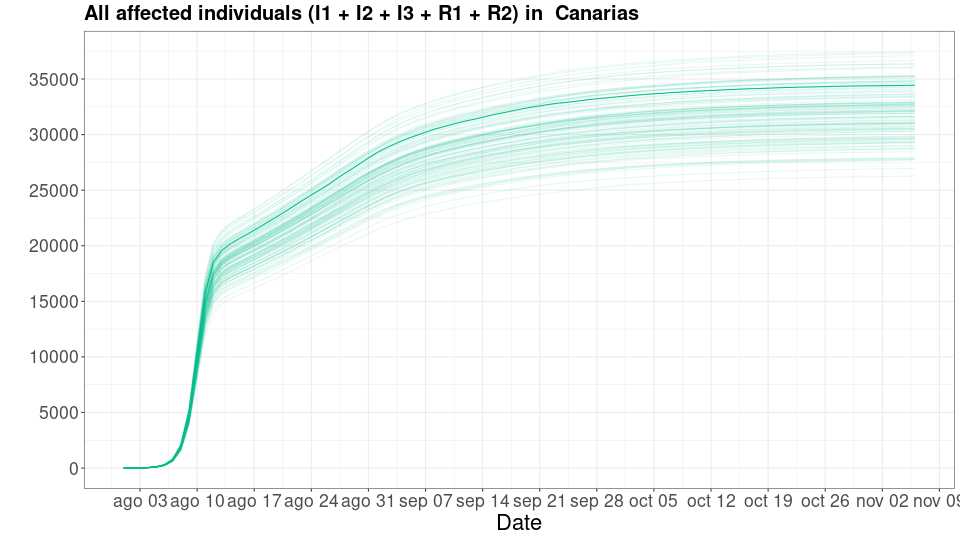 All affected individuals (I1 + I2 + I3 + R1 + R2) in  Canarias
35000
30000
25000
20000
15000
10000
5000
0
ago 03 ago 10 ago 17 ago 24 ago 31 sep 07 sep 14 sep 21 sep 28 oct 05 oct 12 oct 19 oct 26 nov 02 nov 09
Date